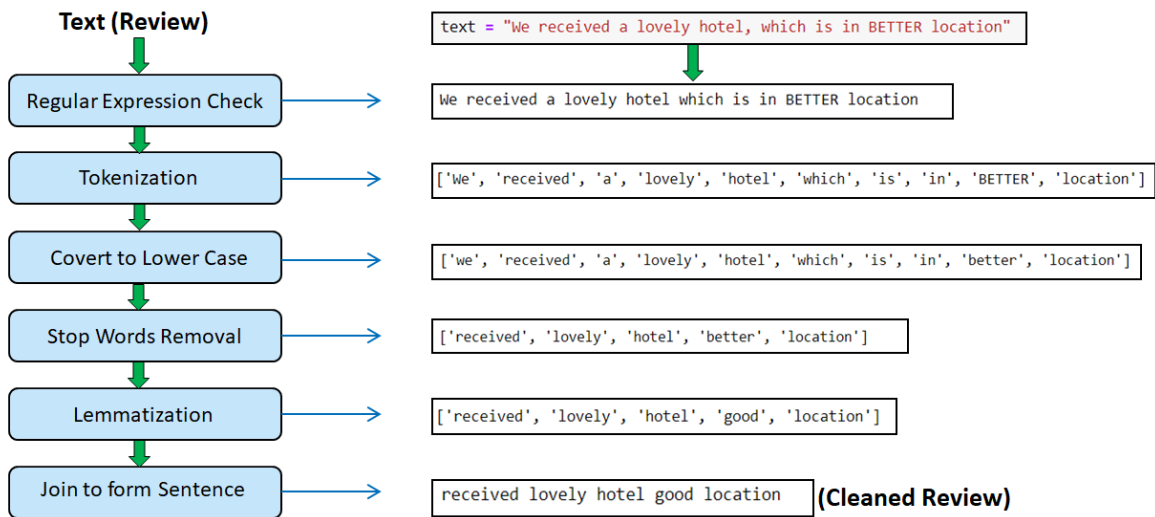 Text (Review)
text = "We received a lovely hotel, which is in BETTER location"
Regular Expression Check
We received a lovely hotel which is in BETTER location
Tokenization
['We', 'received', 'a', 'lovely', 'hotel', 'which', 'is', 'in', 'BETTER', 'location']
Covert to Lower Case
['we', 'received', 'a', 'lovely', 'hotel', 'which', 'is', 'in', 'better', 'location']
Stop Words Removal
['received', 'lovely', 'hotel', 'better', 'location']
Lemmatization
['received', 'lovely', 'hotel', 'good', 'location']
Join to form Sentence
received lovely hotel good location
(Cleaned Review)